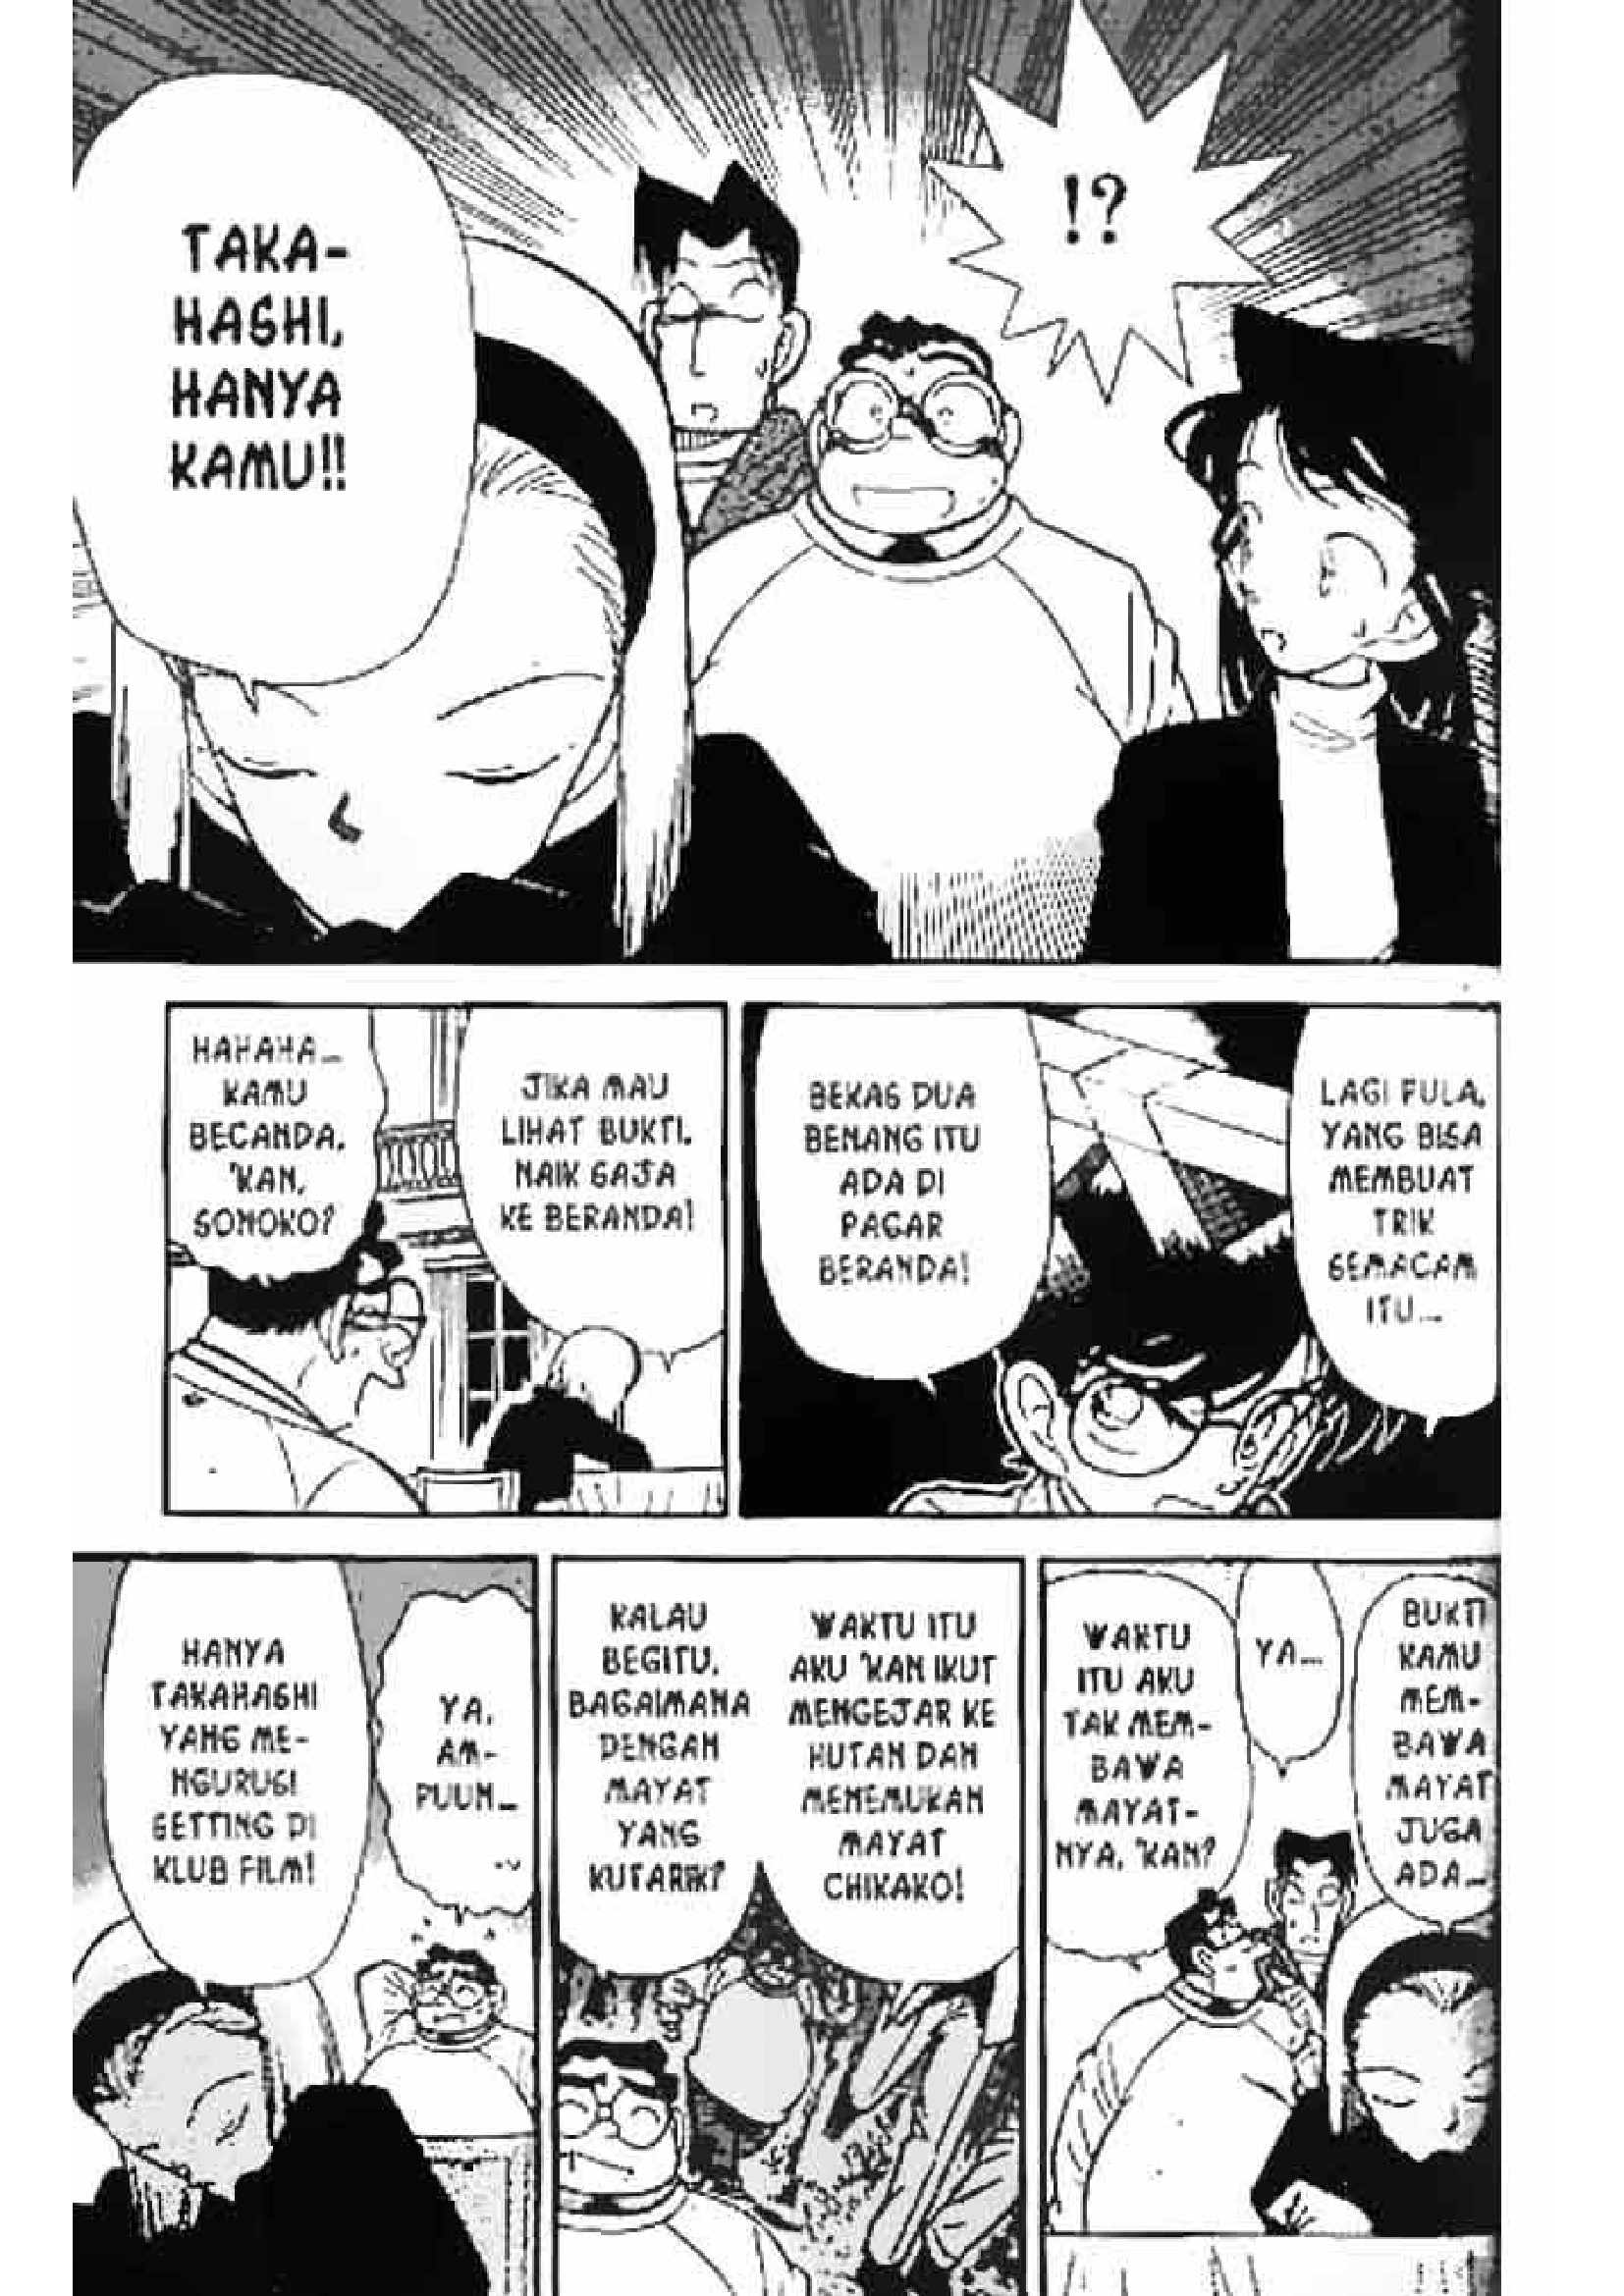 !?
TAKA-
HASHI,
HANYA
KAMU!!
LAGI PULA,
YANG BISA
MEMBUAT
TRIK
SEMACAM
ITU...
BEKAS DUA
BENANG ITU
ADA DI
PAGAR
BERANDA!
JIKA MAU
LIHAT BUKTI,
NAIK SAJA
KE BERANDA!
HAHAHA...
KAMU
BECANDA,
'KAN,
SONOKO?
BUKTI
KAMU
MEM-
BAWA
MAYAT
JUGA
ADA...
YA...
WAKTU
ITU AKU
TAK MEM-
BAWA
MAYAT-
NYA, 'KAN?
WAKTU ITU
AKU 'KAN IKUT
MENGEJAR KE
HUTAN DAN
MENEMUKAN
MAYAT
CHIKAKO!
KALAU
BEGITU,
BAGAIMANA
DENGAN
MAYAT
YANG
KUTARIK?
YA,
AM-
PUUN...
HANYA
TAKAHASHI
YANG ME-
NGURUSI
SETTING DI
KLUB FILM!